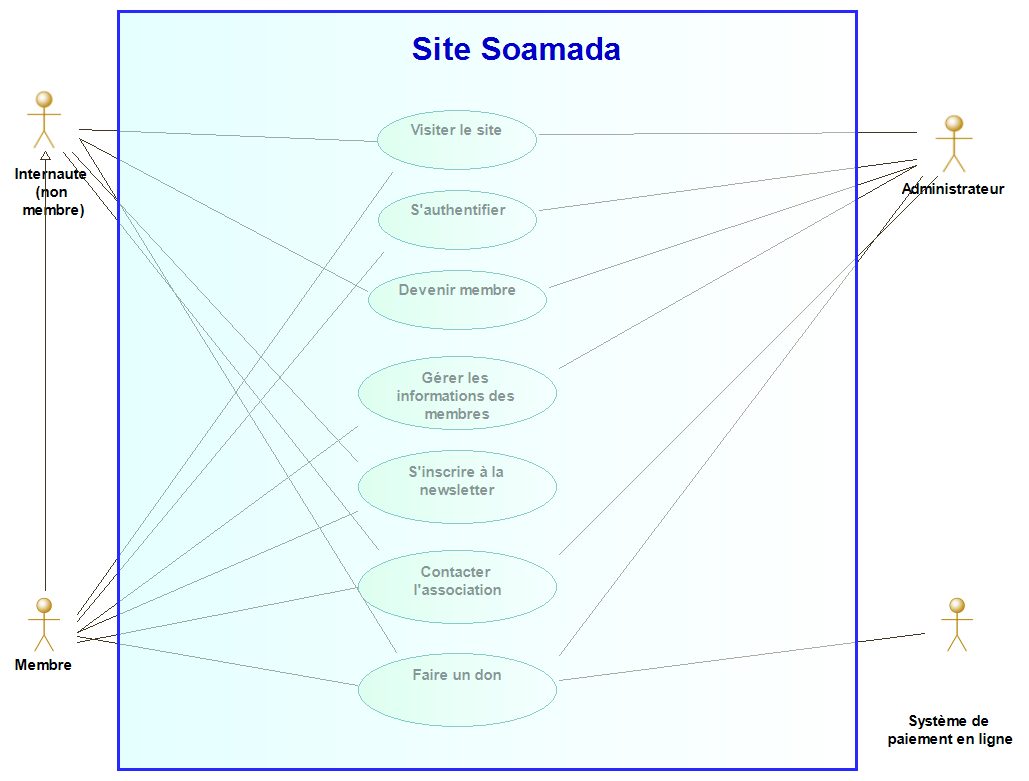 Site Soamada
Visiter le site
S'authentifier
Devenir membre
Gérer les
informations des
membres
S'inscrire à la
newsletter
Contacter
l'association
Faire un don
Internaute
(non
membre)
Membre
Administrateur
Système de
paiement en ligne